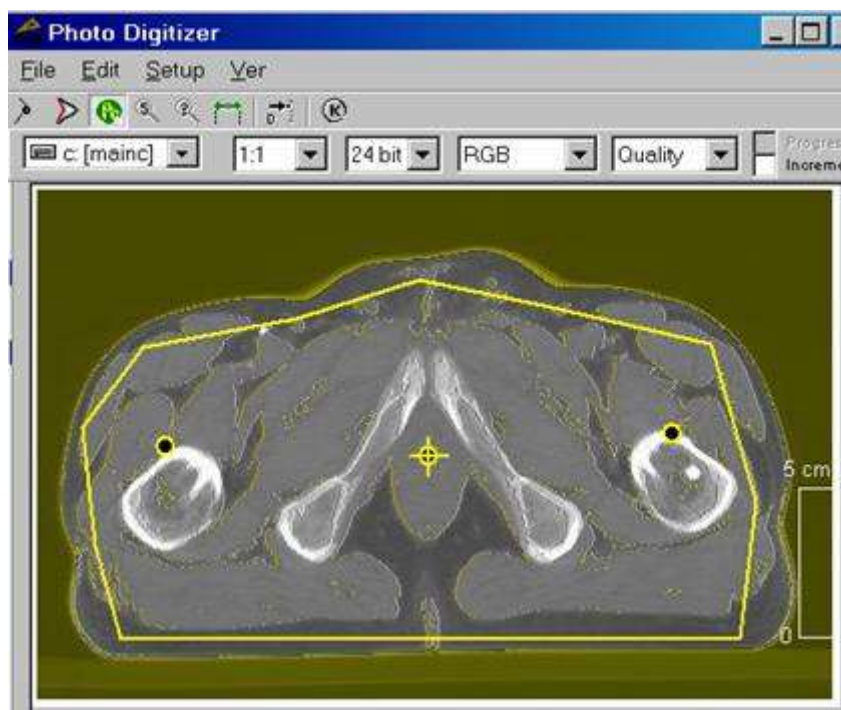 Photo Digitizer
File Edit Setup Ver
c: [mainc] 1:1 24 bit RGB Quality
5 cm
0